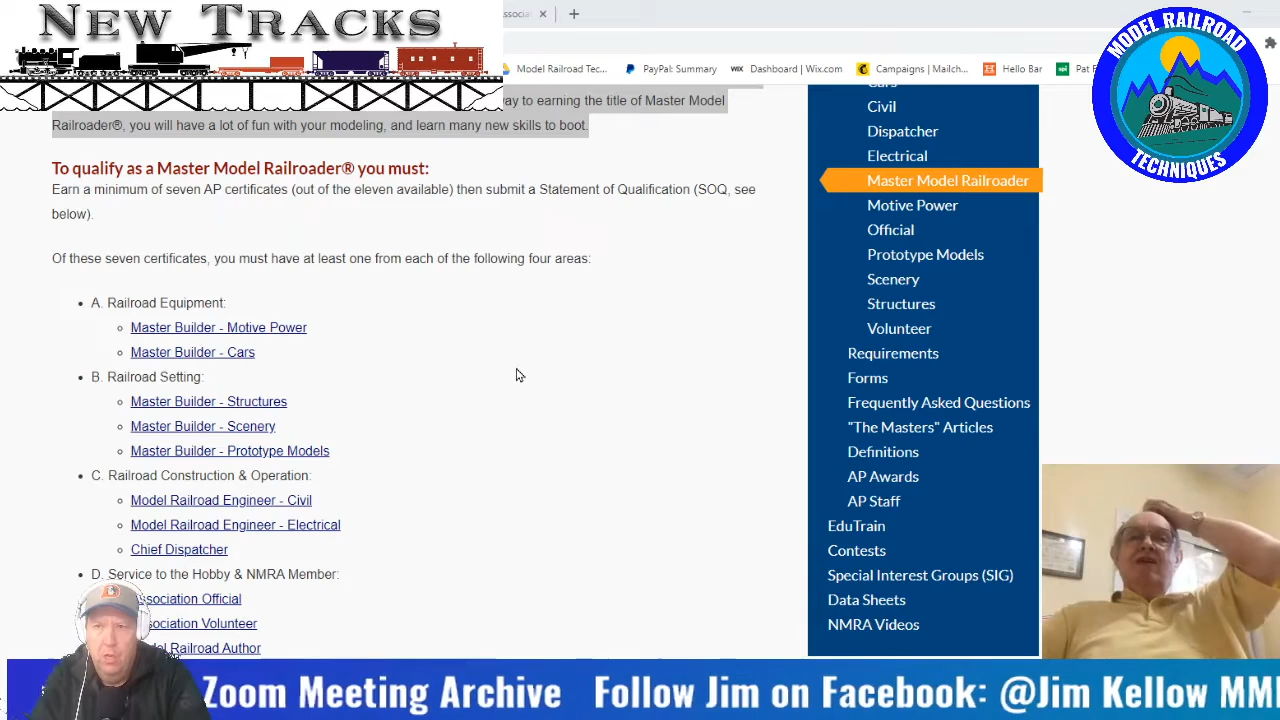 NEW TRACKS
Model Railroad Tec...
PayPal: Summary
WIX Dashboard | Wix.com
Campaigns | Mailch...
Hello Bar
MODEL RAILROAD
TECHNIQUES
ay to earning the title of Master Model
Railroader®, you will have a lot of fun with your modeling, and learn many new skills to boot.
To qualify as a Master Model Railroader® you must:
Earn a minimum of seven AP certificates (out of the eleven available) then submit a Statement of Qualification (SOQ, see
below).
Of these seven certificates, you must have at least one from each of the following four areas:
A. Railroad Equipment:
Master Builder - Motive Power
Master Builder - Cars
B. Railroad Setting:
Master Builder - Structures
Master Builder - Scenery
Master Builder - Prototype Models
C. Railroad Construction & Operation:
Model Railroad Engineer - Civil
Model Railroad Engineer - Electrical
Chief Dispatcher
D. Service to the Hobby & NMRA Member:
ssociation Official
sociation Volunteer
el Railroad Author
Cars
Civil
Dispatcher
Electrical
Master Model Railroader
Motive Power
Official
Prototype Models
Scenery
Structures
Volunteer
Requirements
Forms
Frequently Asked Questions
"The Masters" Articles
Definitions
AP Awards
AP Staff
EduTrain
Contests
Special Interest Groups (SIG)
Data Sheets
NMRA Videos
Zoom Meeting Archive Follow Jim on Facebook: @Jim Kellow MM